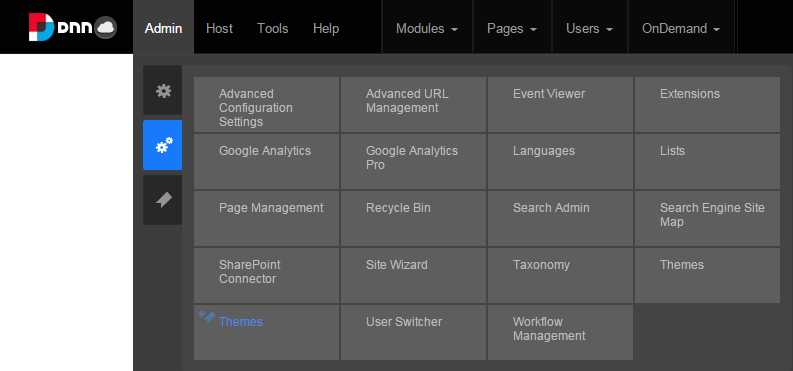 DNN Admin Host Tools Help Modules Pages Users OnDemand
Advanced Configuration Settings
Advanced URL Management
Event Viewer
Extensions
Google Analytics
Google Analytics Pro
Languages
Lists
Page Management
Recycle Bin
Search Admin
Search Engine Site Map
SharePoint Connector
Site Wizard
Taxonomy
Themes
Themes
User Switcher
Workflow Management